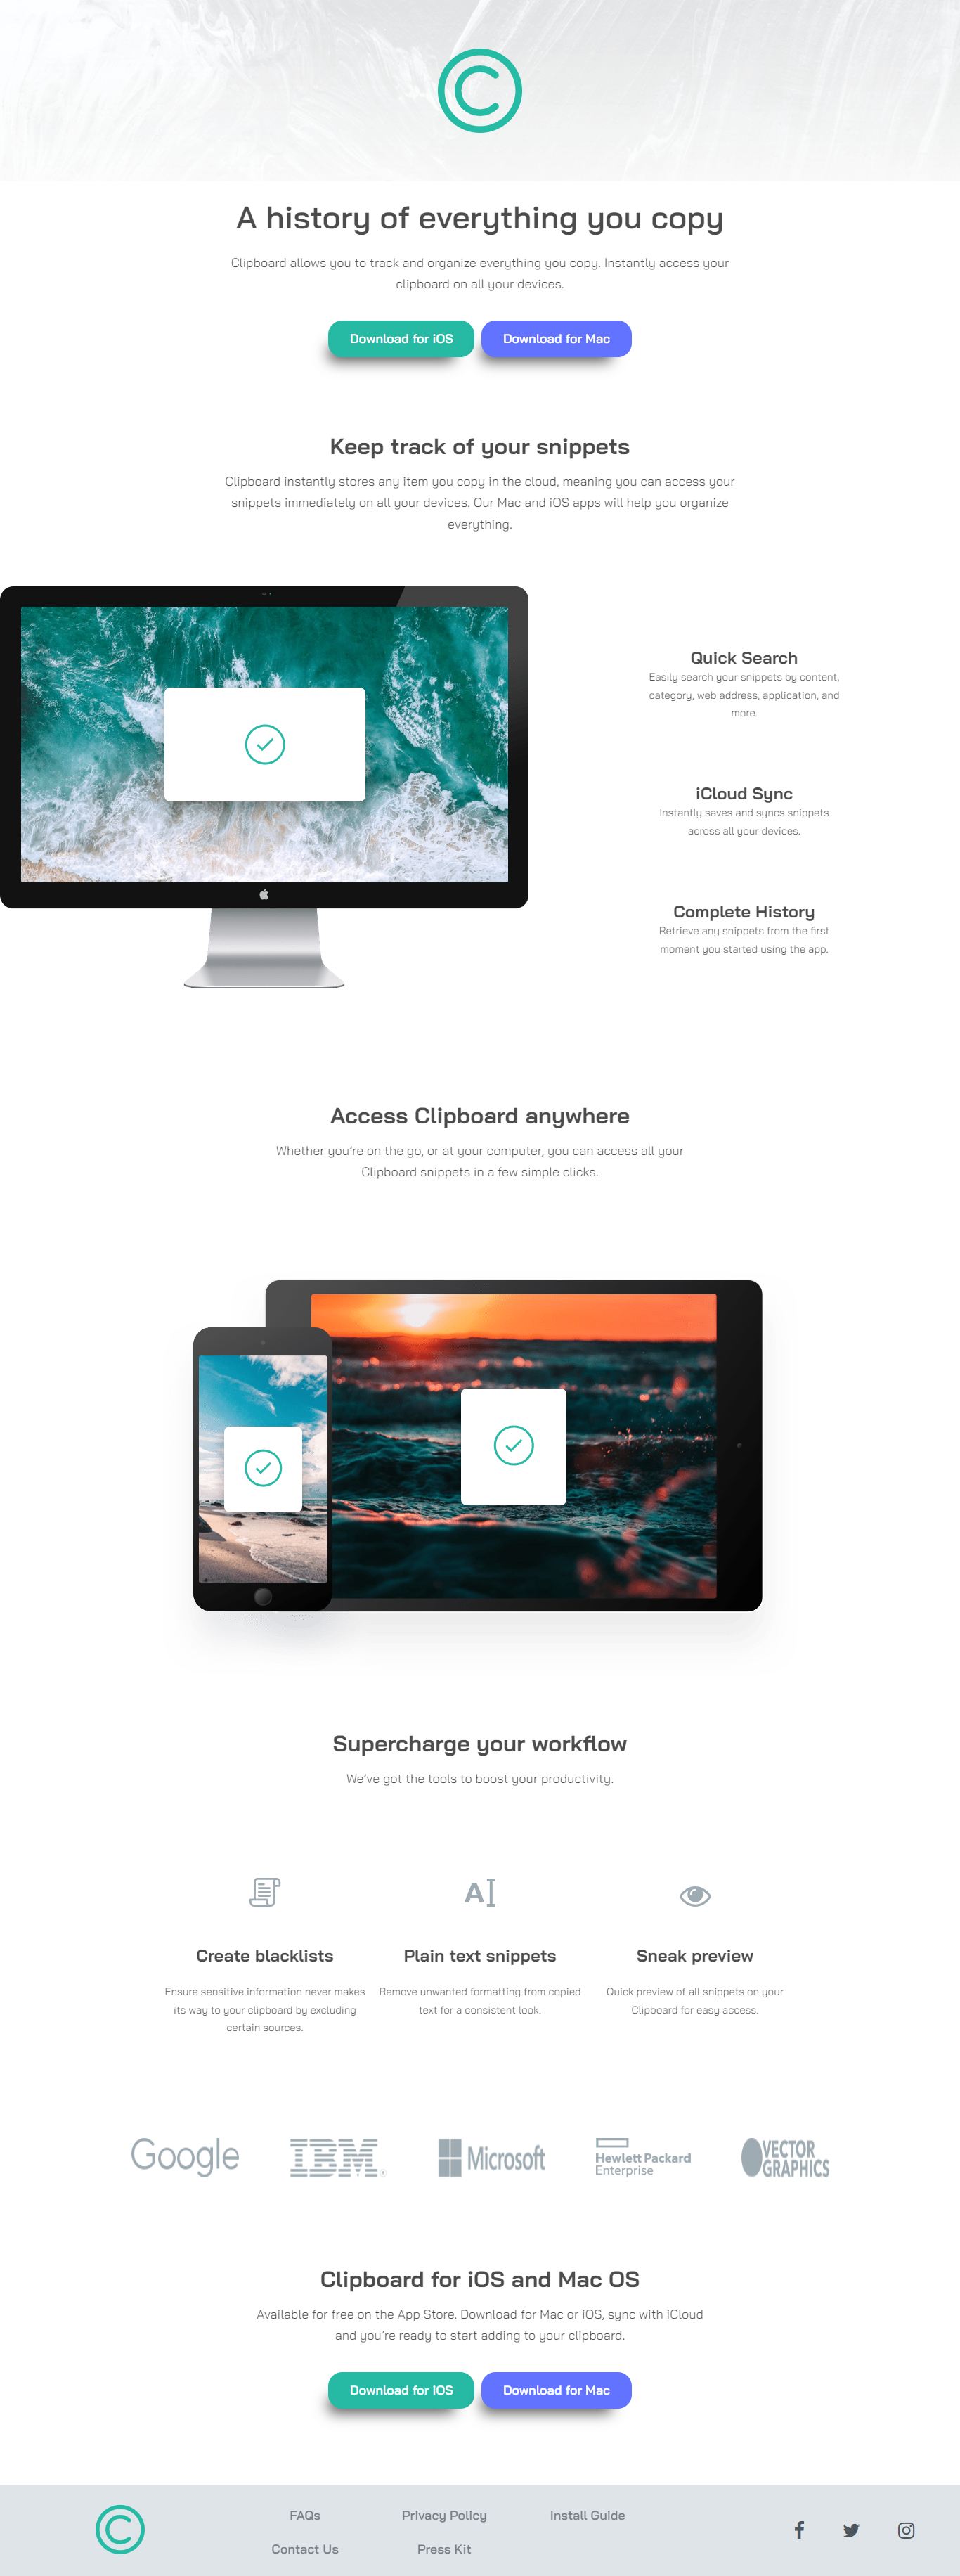 A history of everything you copy
Clipboard allows you to track and organize everything you copy. Instantly access your
clipboard on all your devices.
Download for iOS
Download for Mac
Keep track of your snippets
Clipboard instantly stores any item you copy in the cloud, meaning you can access your
snippets immediately on all your devices. Our Mac and iOS apps will help you organize
everything.
Quick Search
Easily search your snippets by content,
category, web address, application, and
more.
iCloud Sync
Instantly saves and syncs snippets
across all your devices.
Complete History
Retrieve any snippets from the first
moment you started using the app.
Access Clipboard anywhere
Whether you’re on the go, or at your computer, you can access all your
Clipboard snippets in a few simple clicks.
Supercharge your workflow
We’ve got the tools to boost your productivity.
A
Create blacklists
Ensure sensitive information never makes
its way to your clipboard by excluding
certain sources.
Plain text snippets
Remove unwanted formatting from copied
text for a consistent look.
Sneak preview
Quick preview of all snippets on your
Clipboard for easy access.
Google
IBM®
Microsoft
Hewlett Packard
Enterprise
VECTOR
GRAPHICS
Clipboard for iOS and Mac OS
Available for free on the App Store. Download for Mac or iOS, sync with iCloud
and you’re ready to start adding to your clipboard.
Download for iOS
Download for Mac
FAQs
Privacy Policy
Install Guide
Contact Us
Press Kit